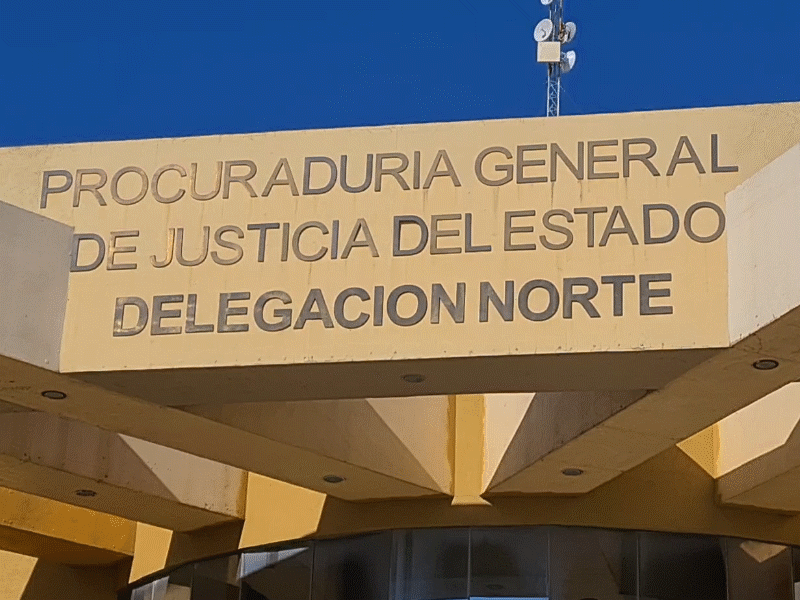 PROCURADURIA GENERAL
DE JUSTICIA DEL ESTADO
DELEGACION NORTE